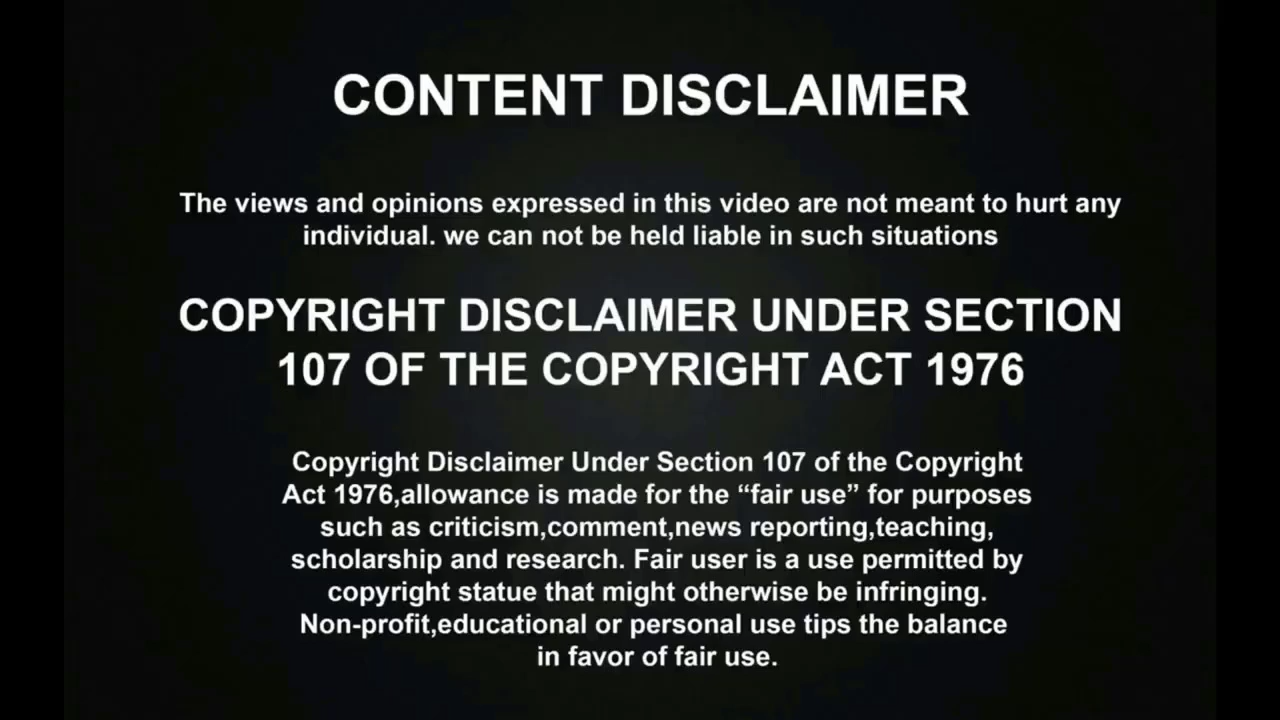 CONTENT DISCLAIMER
The views and opinions expressed in this video are not meant to hurt any
individual. we can not be held liable in such situations
COPYRIGHT DISCLAIMER UNDER SECTION
107 OF THE COPYRIGHT ACT 1976
Copyright Disclaimer Under Section 107 of the Copyright
Act 1976,allowance is made for the “fair use” for purposes
such as criticism,comment,news reporting,teaching,
scholarship and research. Fair user is a use permitted by
copyright statue that might otherwise be infringing.
Non-profit,educational or personal use tips the balance
in favor of fair use.